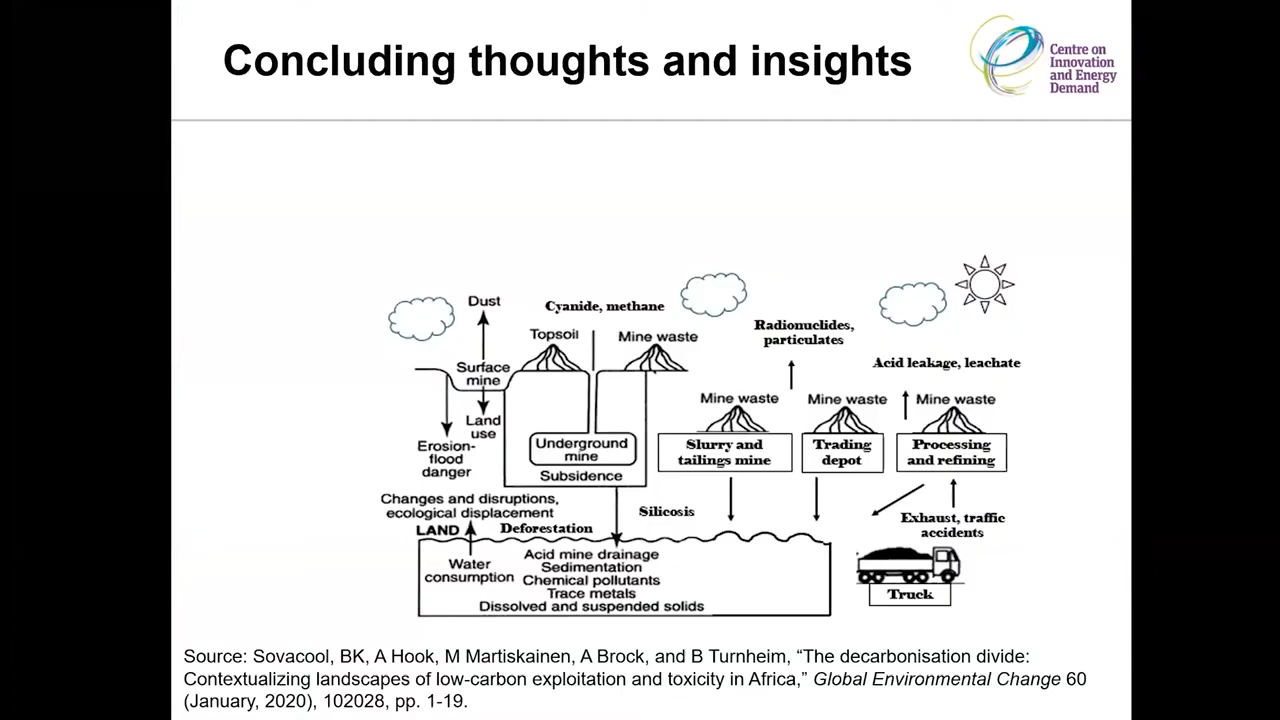 Concluding thoughts and insights
Centre on
Innovation
and Energy
Demand
Dust
Cyanide, methane
Topsoil
Mine waste
Radionuclides,
particulates
Acid leakage, leachate
Surface
mine
Land
use
Erosion-
flood
danger
Underground
mine
Subsidence
Mine waste
Slurry and
tailings mine
Mine waste
Trading
depot
Mine waste
Processing
and refining
Changes and disruptions,
ecological displacement
LAND
Deforestation
Silicosis
Exhaust, traffic
accidents
Water
consumption
Acid mine drainage
Sedimentation
Chemical pollutants
Trace metals
Dissolved and suspended solids
Truck
Source: Sovacool, BK, A Hook, M Martiskainen, A Brock, and B Turnheim, “The decarbonisation divide:
Contextualizing landscapes of low-carbon exploitation and toxicity in Africa,” Global Environmental Change 60
(January, 2020), 102028, pp. 1-19.